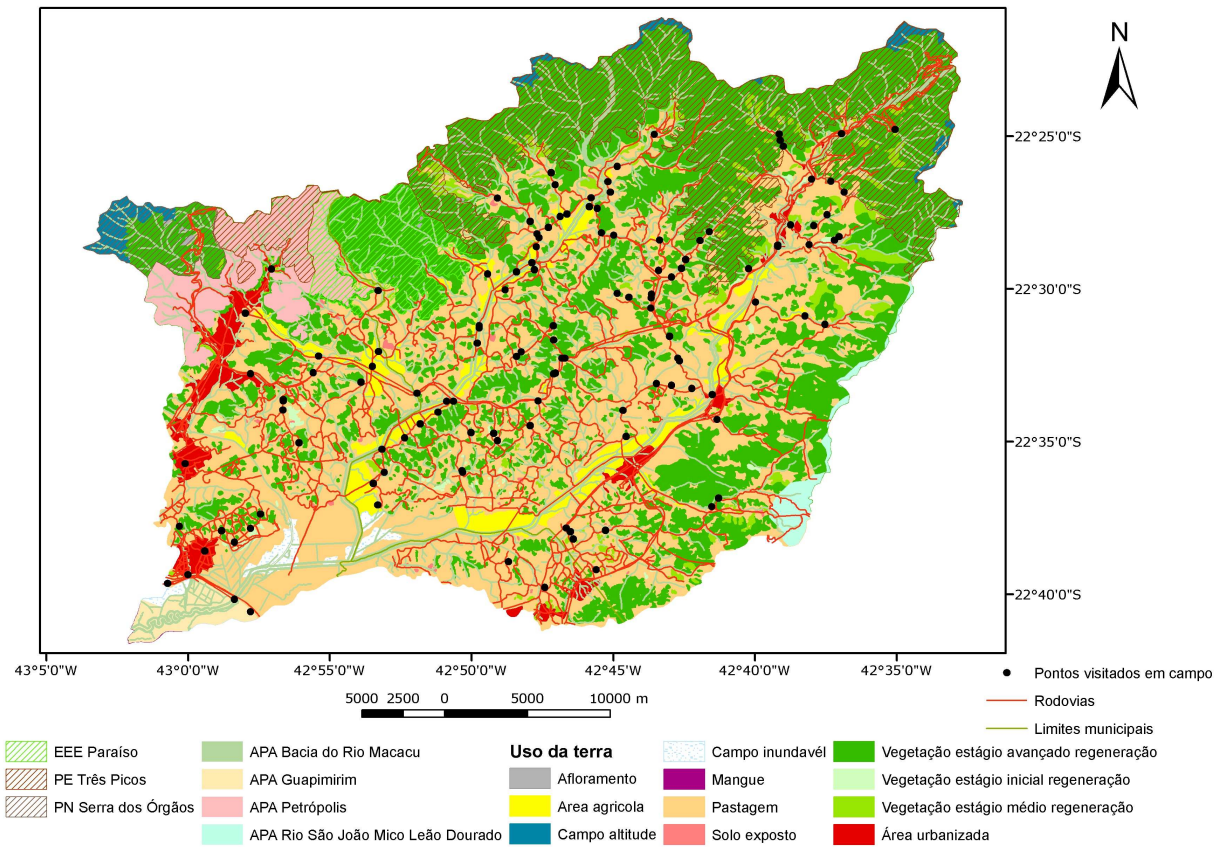 N
22°25'0"S
22°30'0"S
22°35'0"S
22°40'0"S
43°5'0"W
43°0'0"W
42°55'0"W
42°50'0"W
42°45'0"W
42°40'0"W
42°35'0"W
5000 2500 0 5000 10000 m
Pontos visitados em campo
Rodovias
Limites municipais
EEE Paraíso
PE Três Picos
PN Serra dos Órgãos
APA Bacia do Rio Macacu
APA Guapimirim
APA Petrópolis
APA Rio São João Mico Leão Dourado
Uso da terra
Afloramento
Area agricola
Campo altitude
Campo inundavél
Mangue
Pastagem
Solo exposto
Vegetação estágio avançado regeneração
Vegetação estágio inicial regeneração
Vegetação estágio médio regeneração
Área urbanizada